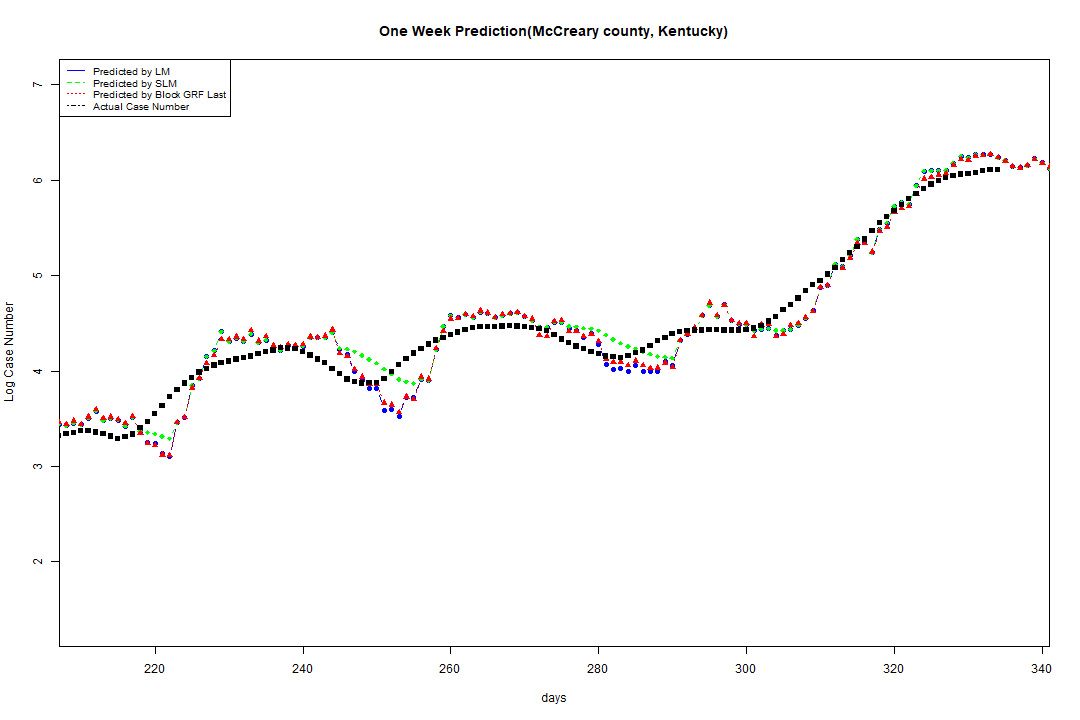 One Week Prediction(McCreary county, Kentucky)
Predicted by LM
Predicted by SLM
Predicted by Block GRF Last
Actual Case Number
7
6
5
4
3
2
Log Case Number
220 240 260 280 300 320 340
days